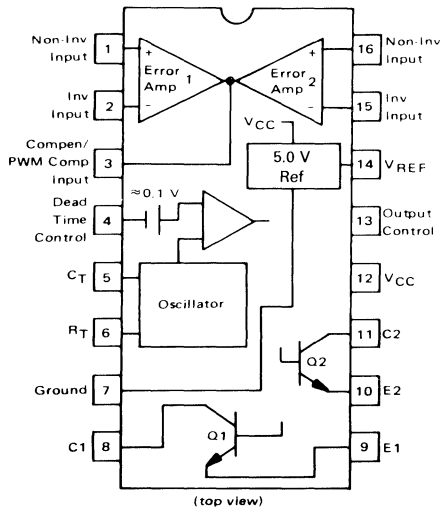 Non-Inv
Input
1
+
Error
Amp 1
-
Inv
Input
2
Compen/
PWM Comp
Input
3
≈0.1 V
Dead
Time
Control
4
CT
5
Oscillator
RT
6
Ground
7
C1
8
Q1
+
Error
Amp 2
-
16
Non-Inv
Input
15
Inv
Input
VCC
5.0 V
Ref
14
VREF
13
Output
Control
12
VCC
11
C2
Q2
10
E2
9
E1
(top view)